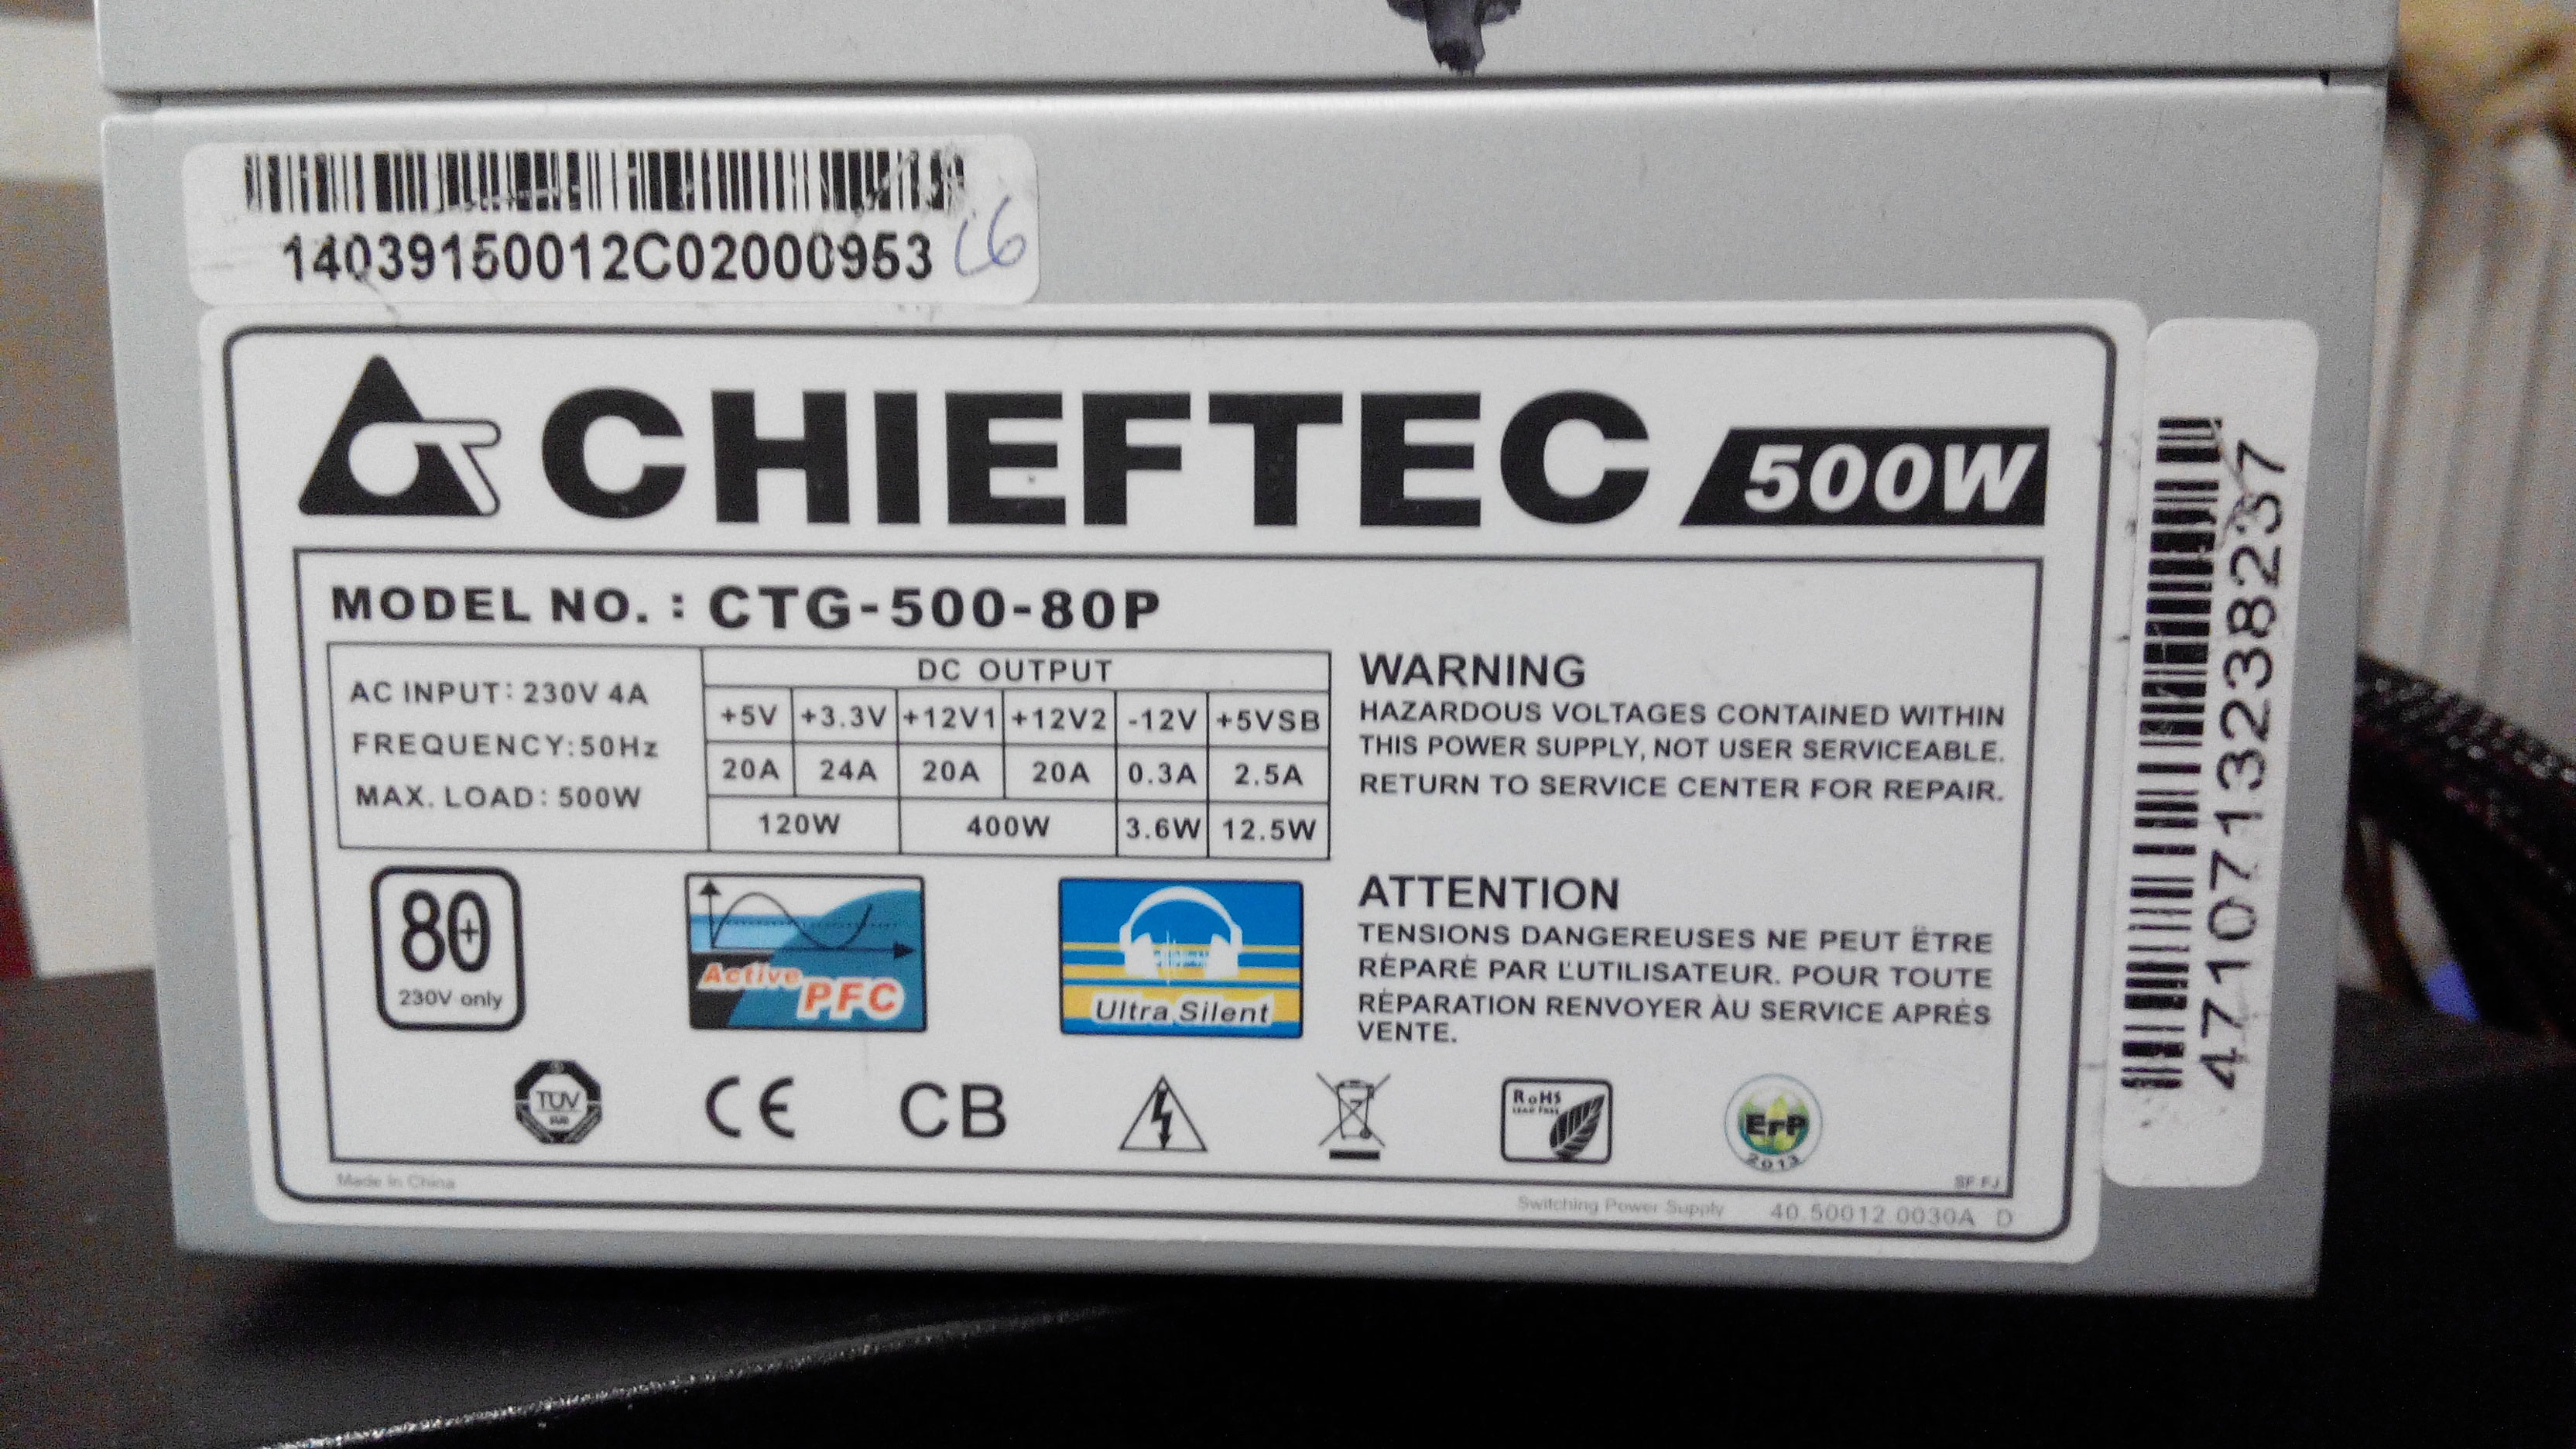 14039150012C02000953 C6
CHIEFTEC 500W
MODEL NO. : CTG-500-80P
AC INPUT: 230V 4A
FREQUENCY:50Hz
MAX. LOAD: 500W
DC OUTPUT
+5V +3.3V +12V1 +12V2 -12V +5VSB
20A 24A 20A 20A 0.3A 2.5A
120W 400W 3.6W 12.5W
WARNING
HAZARDOUS VOLTAGES CONTAINED WITHIN
THIS POWER SUPPLY, NOT USER SERVICEABLE.
RETURN TO SERVICE CENTER FOR REPAIR.
ATTENTION
TENSIONS DANGEREUSES NE PEUT ËTRE
RÉPARÉ PAR L'UTILISATEUR. POUR TOUTE
RÉPARATION RENVOYER ÀU SERVICE APRÈS
VENTE.
80+
230V only
Active
PFC
Ultra Silent
TÜV
SÜD
CE
CB
RoHS
LEAD FREE
ErP
2013
Made In China
SF FJ
Switching Power Supply 40.50012.0030A D
4710713238237